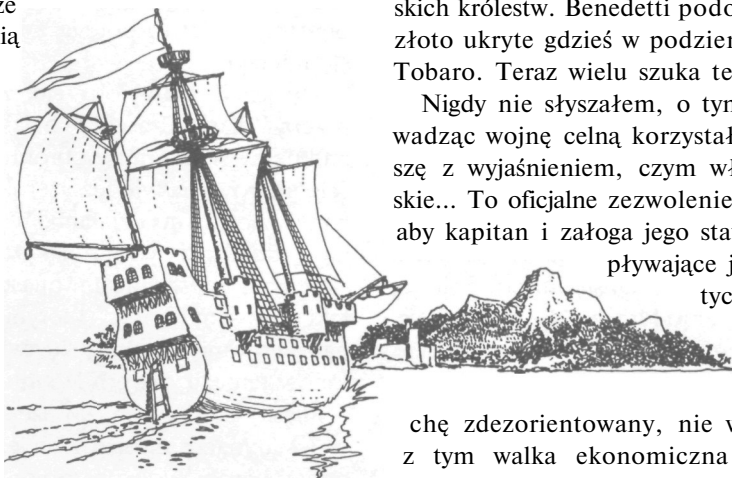 że
ią
skich królestw. Benedetti podo
złoto ukryte gdzieś w podzien
Tobaro. Teraz wielu szuka te
Nigdy nie słyszałem, o tyn
wadząc wojnę celną korzystał
szę z wyjaśnieniem, czym wł
skie... To oficjalne zezwolenie
aby kapitan i załoga jego sta
pływające j
tyc
chę zdezorientowany, nie w
z tym walka ekonomiczna